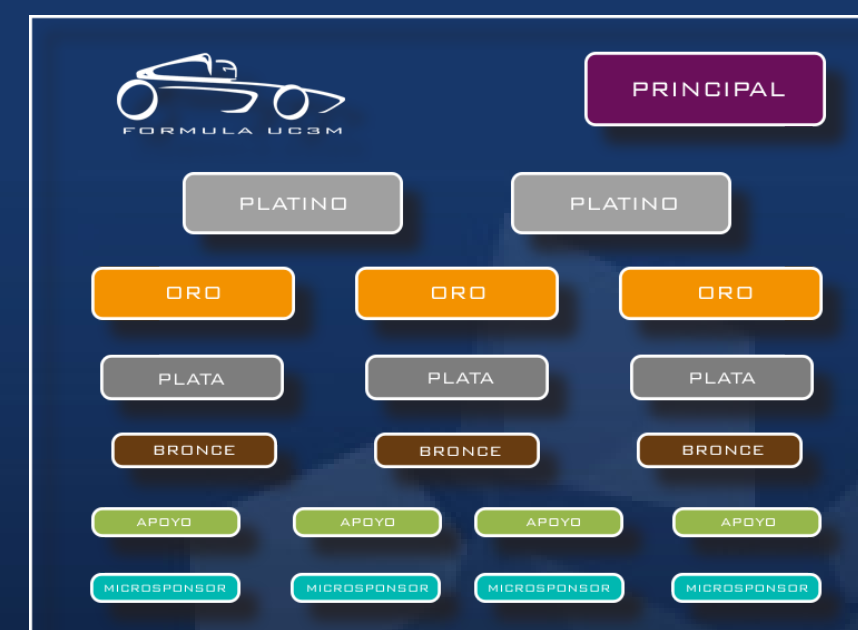 FORMULA UC3M
PRINCIPAL
PLATINO PLATINO
ORO ORO ORO
PLATA PLATA PLATA
BRONCE BRONCE BRONCE
APOYO APOYO APOYO APOYO
MICROSPONSOR MICROSPONSOR MICROSPONSOR MICROSPONSOR